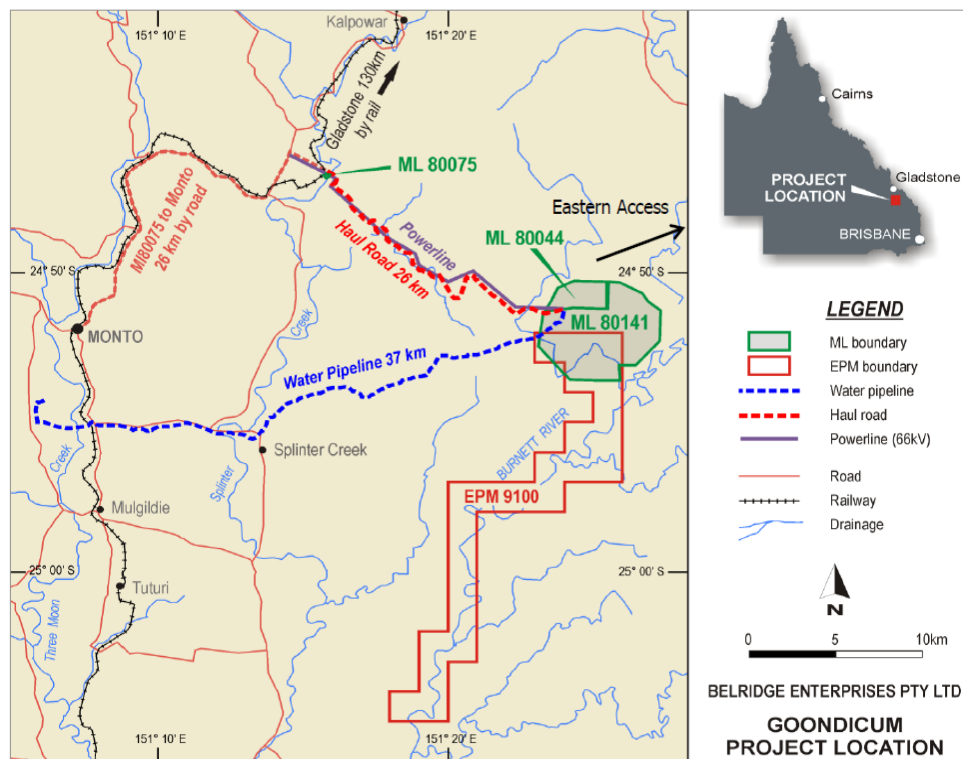 151° 10' E
151° 20' E
Kalpowar
Gladstone 130km
by rail
ML 80075
Ml80075 to Monto
26 km by road
Powerline
Haul Road 26 km
Eastern Access
ML 80044
24° 50' S
24° 50' S
ML 80141
MONTO
Creek
Water Pipeline 37 km
Splinter Creek
Creek
Splinter
BURNETT RIVER
EPM 9100
Mulgildie
25° 00' S
25° 00' S
Tuturi
Three Moon
151° 10' E
151° 20' E
Cairns
Gladstone
PROJECT
LOCATION
BRISBANE
LEGEND
ML boundary
EPM boundary
Water pipeline
Haul road
Powerline (66kV)
Road
Railway
Drainage
N
0 5 10km
BELRIDGE ENTERPRISES PTY LTD
GOONDICUM
PROJECT LOCATION